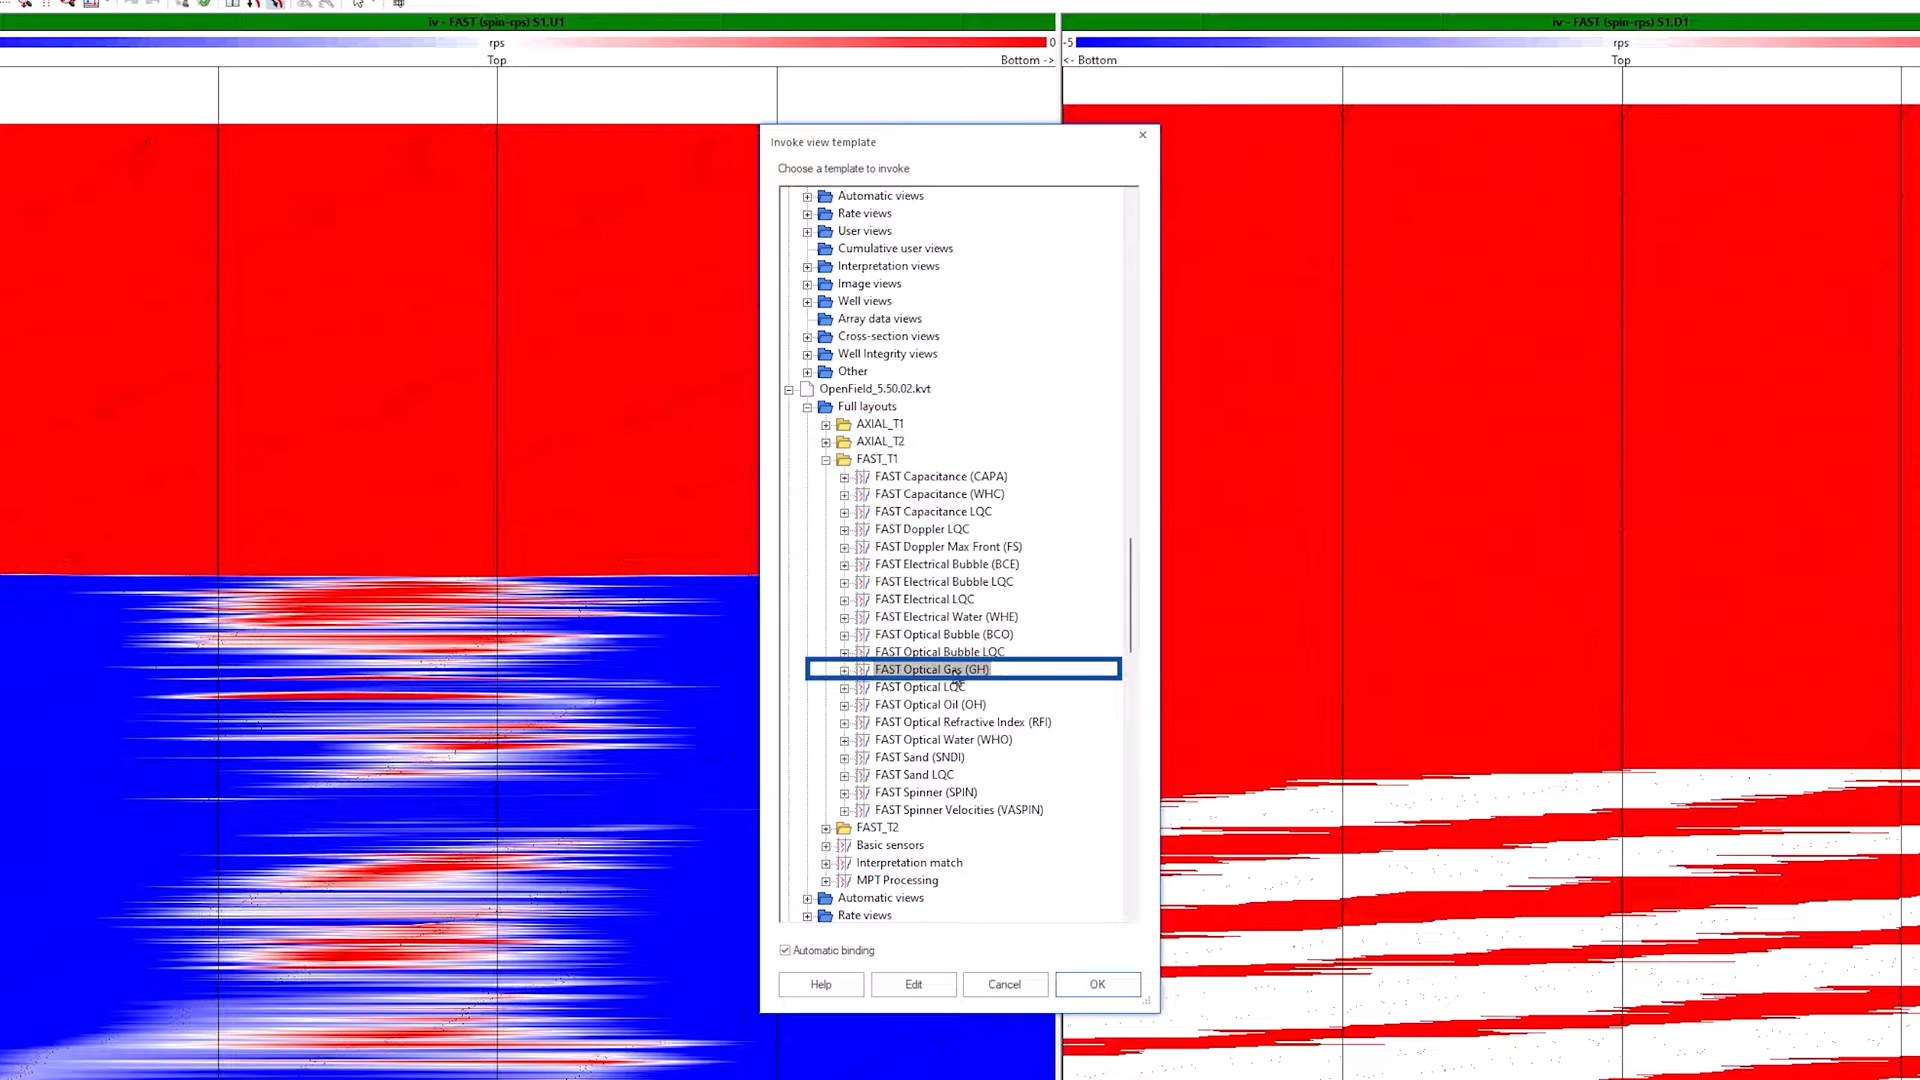 iv - FAST (spin-rps) S1.U1
iv - FAST (spin-rps) S1.D1
rps
0
-5
rps
Top
Bottom ->
<- Bottom
Top
Invoke view template
Choose a template to invoke
Automatic views
Rate views
User views
Cumulative user views
Interpretation views
Image views
Well views
Array data views
Cross-section views
Well Integrity views
Other
OpenField_5.50.02.kvt
Full layouts
AXIAL_T1
AXIAL_T2
FAST_T1
FAST Capacitance (CAPA)
FAST Capacitance (WHC)
FAST Capacitance LQC
FAST Doppler LQC
FAST Doppler Max Front (FS)
FAST Electrical Bubble (BCE)
FAST Electrical Bubble LQC
FAST Electrical LQC
FAST Electrical Water (WHE)
FAST Optical Bubble (BCO)
FAST Optical Bubble LQC
FAST Optical Gas (GH)
FAST Optical LQC
FAST Optical Oil (OH)
FAST Optical Refractive Index (RFI)
FAST Optical Water (WHO)
FAST Sand (SNDI)
FAST Sand LQC
FAST Spinner (SPIN)
FAST Spinner Velocities (VASPIN)
FAST_T2
Basic sensors
Interpretation match
MPT Processing
Automatic views
Rate views
Automatic binding
Help
Edit
Cancel
OK